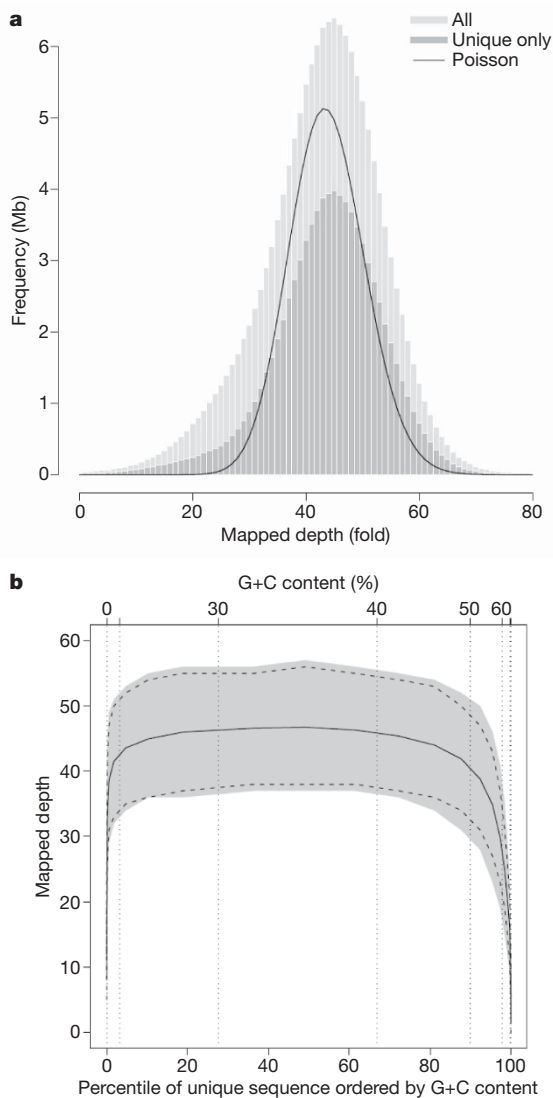 a
All
Unique only
Poisson
6
5
4
3
2
1
0
Frequency (Mb)
0 20 40 60 80
Mapped depth (fold)
b
G+C content (%)
0 30 40 50 60
60
50
40
30
20
10
0
Mapped depth
0 20 40 60 80 100
Percentile of unique sequence ordered by G+C content